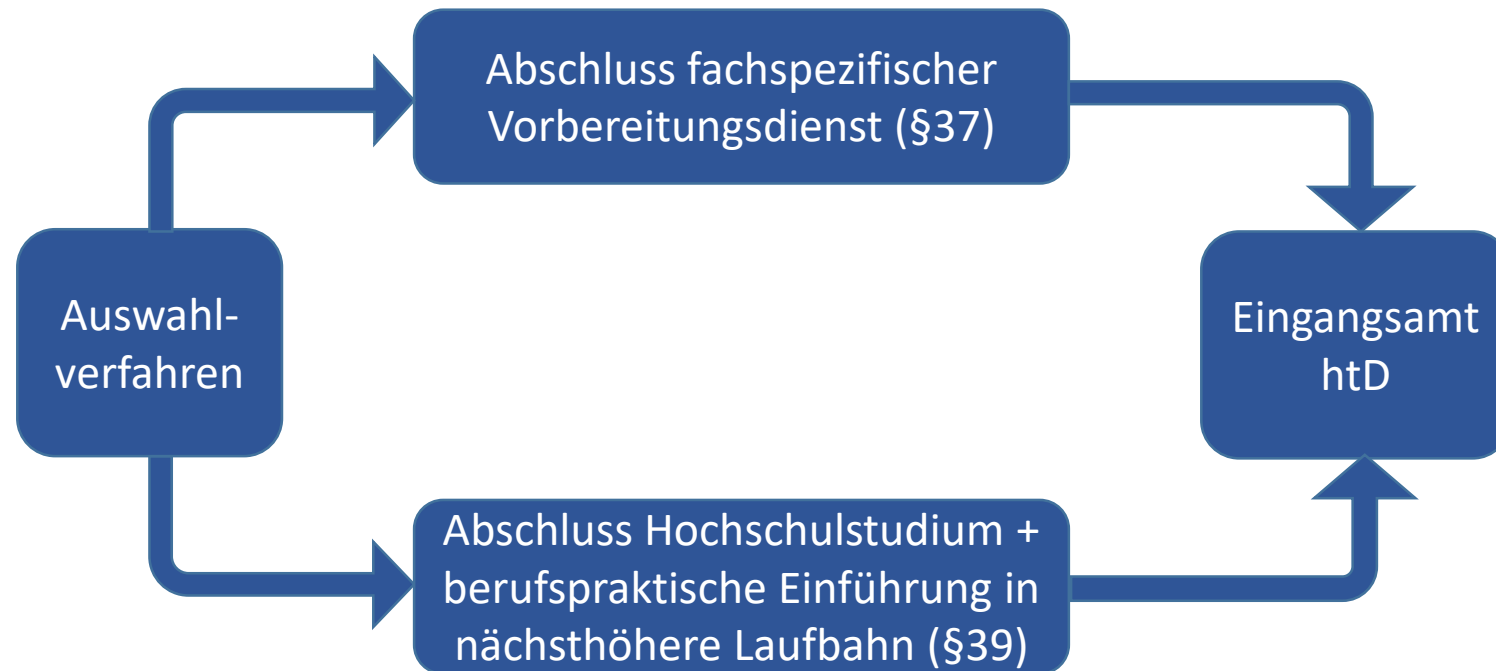 Abschluss fachspezifischer
Vorbereitungsdienst (§37)
Auswahl-
verfahren
Eingangsamt
htD
Abschluss Hochschulstudium +
berufspraktische Einführung in
nächsthöhere Laufbahn (§39)